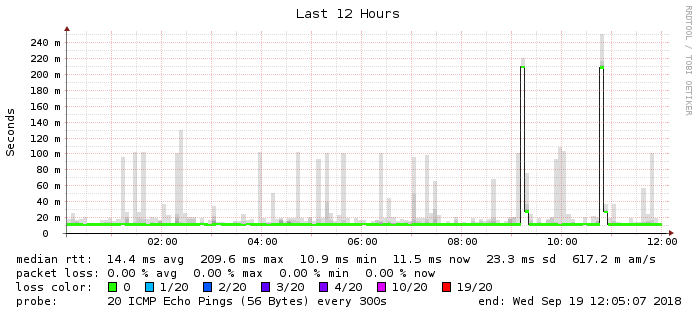 Last 12 Hours
RRDTOOL / TOBI OETIKER
Seconds
240 m
220 m
200 m
180 m
160 m
140 m
120 m
100 m
80 m
60 m
40 m
20 m
0
02:00 04:00 06:00 08:00 10:00 12:00
median rtt: 14.4 ms avg 209.6 ms max 10.9 ms min 11.5 ms now 23.3 ms sd 617.2 m am/s
packet loss: 0.00 % avg 0.00 % max 0.00 % min 0.00 % now
loss color: 0 1/20 2/20 3/20 4/20 10/20 19/20
probe: 20 ICMP Echo Pings (56 Bytes) every 300s end: Wed Sep 19 12:05:07 2018